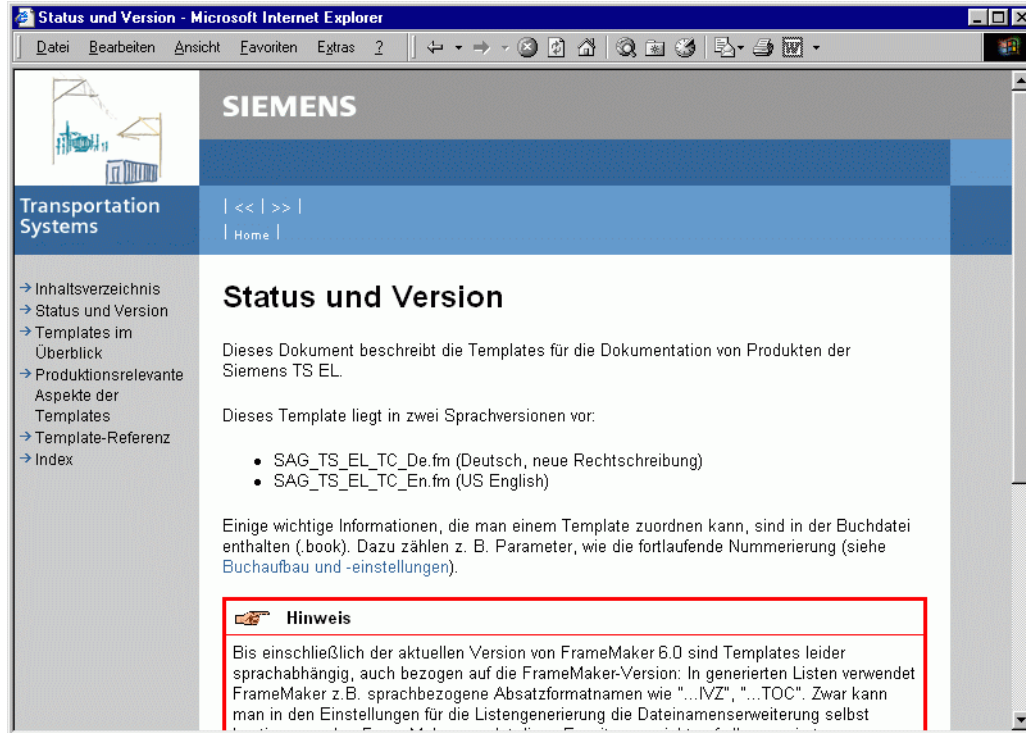 Status und Version - Microsoft Internet Explorer
Datei Bearbeiten Ansicht Favoriten Extras ?
SIEMENS
Transportation
Systems
| << | >> |
| Home |
Inhaltsverzeichnis
Status und Version
Templates im
Überblick
Produktionsrelevante
Aspekte der
Templates
Template-Referenz
Index
Status und Version
Dieses Dokument beschreibt die Templates für die Dokumentation von Produkten der
Siemens TS EL.
Dieses Template liegt in zwei Sprachversionen vor:
• SAG_TS_EL_TC_De.fm (Deutsch, neue Rechtschreibung)
• SAG_TS_EL_TC_En.fm (US English)
Einige wichtige Informationen, die man einem Template zuordnen kann, sind in der Buchdatei
enthalten (.book). Dazu zählen z. B. Parameter, wie die fortlaufende Nummerierung (siehe
Buchaufbau und -einstellungen).
Hinweis
Bis einschließlich der aktuellen Version von FrameMaker 6.0 sind Templates leider
sprachabhängig, auch bezogen auf die FrameMaker-Version: In generierten Listen verwendet
FrameMaker z.B. sprachbezogene Absatzformatnamen wie "...IVZ", "...TOC". Zwar kann
man in den Einstellungen für die Listengenerierung die Dateinamenserweiterung selbst